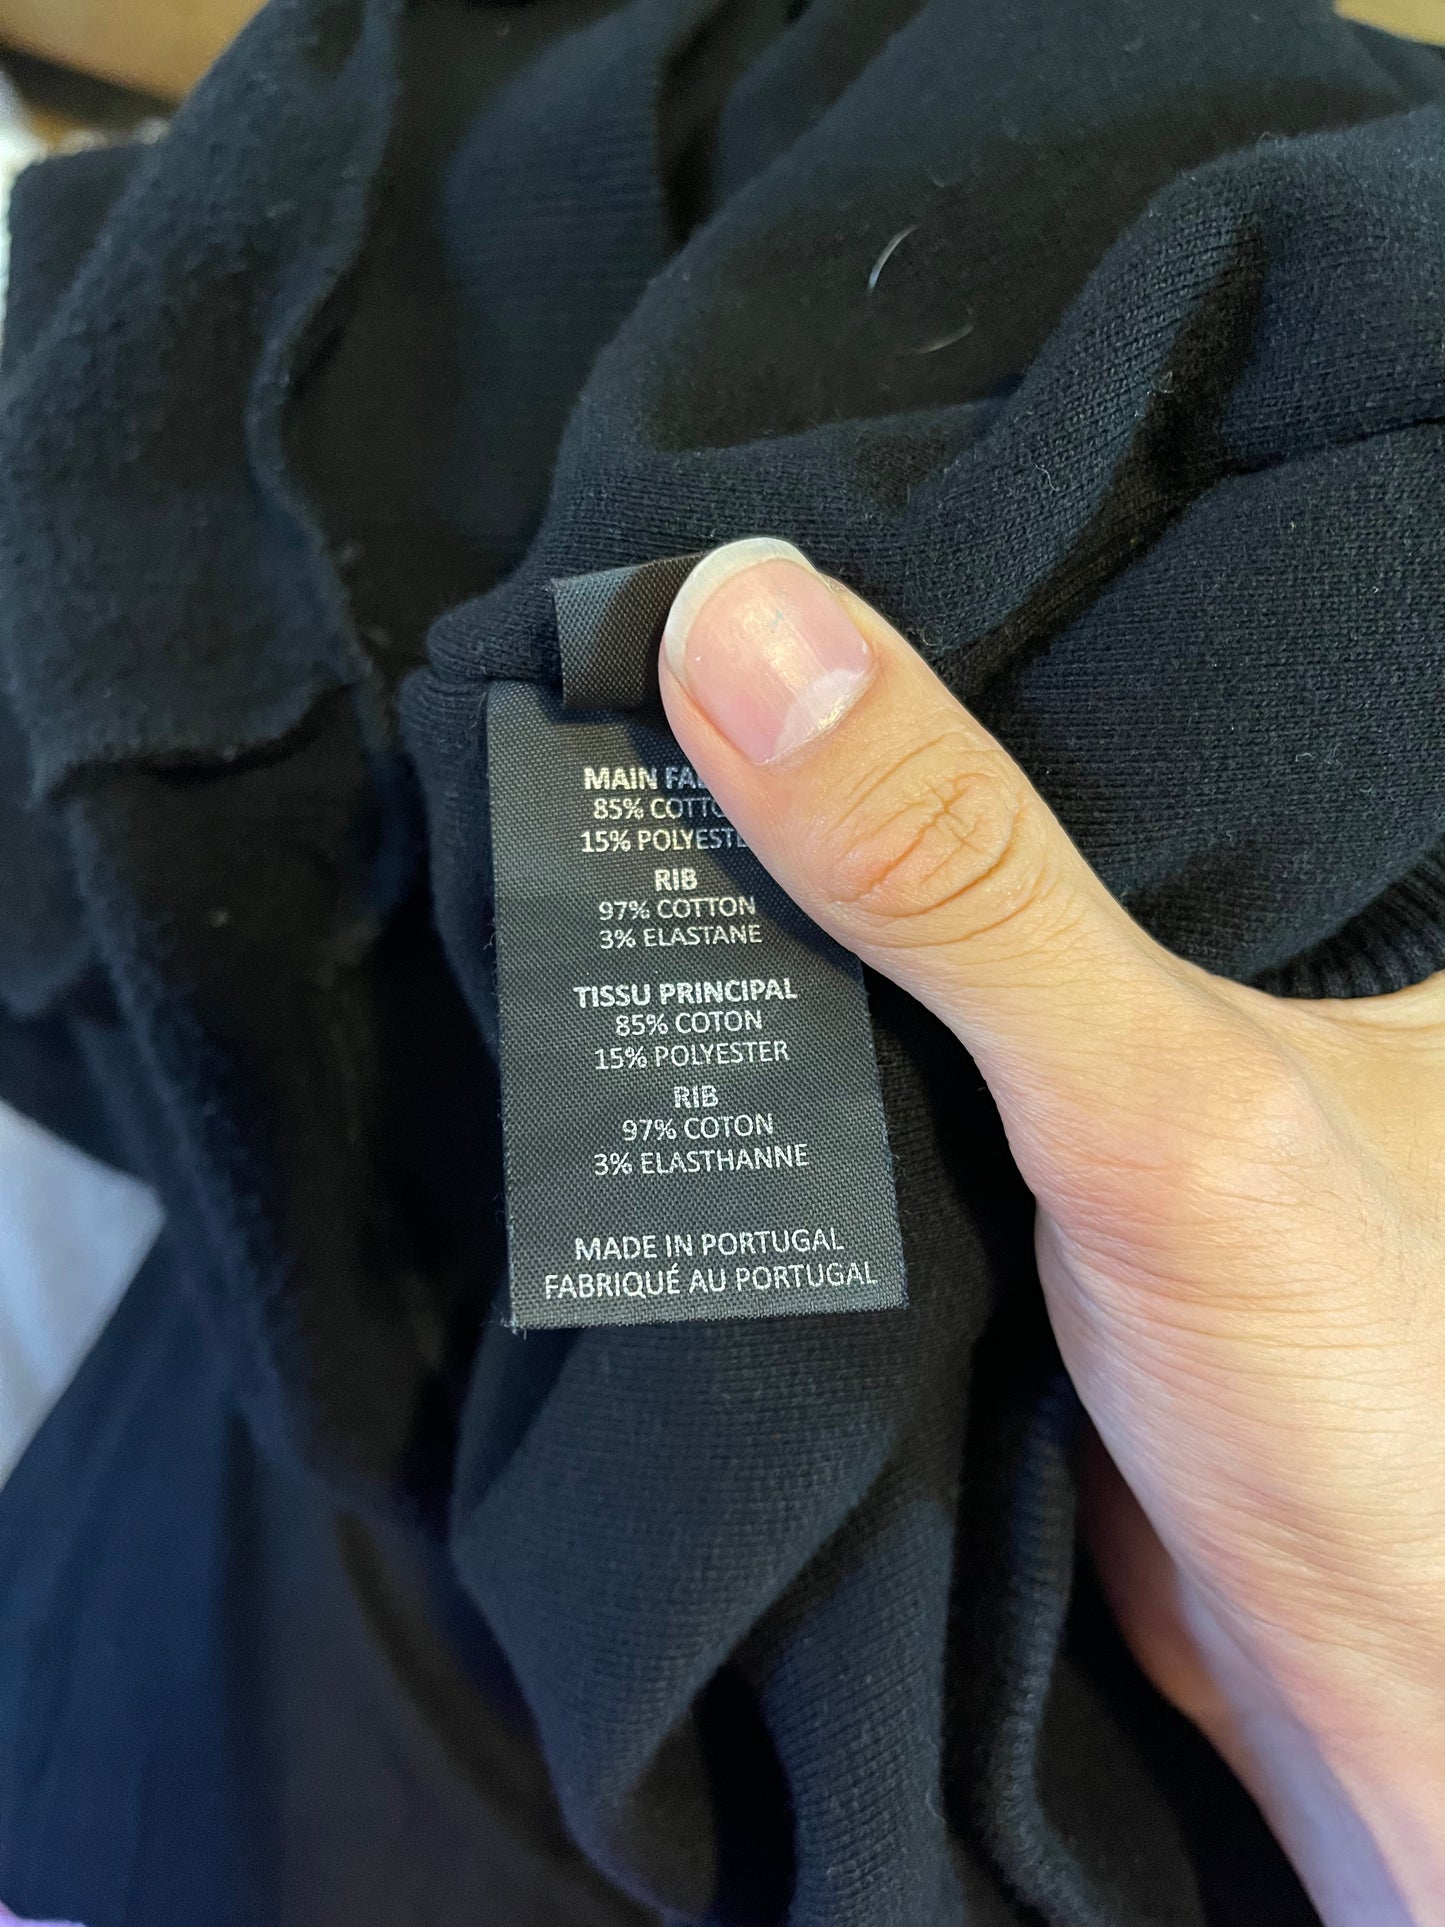 MAIN
85%
15% POLYESTE
RIB
97% COTTON
3% ELASTANE
TISSU PRINCIPAL
85% COTON
15% POLYESTER
RIB
97% COTON
3% ELASTHANNE
MADE IN PORTUGAL
FABRIQUÉ AU PORTUGAL